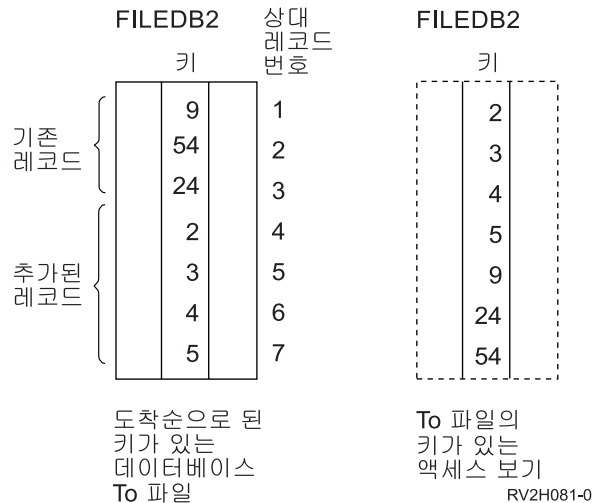 FILEDB2
상대
레코드
번호
키
기존
레코드
추가된
레코드
9 1
54 2
24 3
2 4
3 5
4 6
5 7
도착순으로 된
키가 있는
데이터베이스
To 파일
FILEDB2
키
2
3
4
5
9
24
54
To 파일의
키가 있는
액세스 보기
RV2H081-0